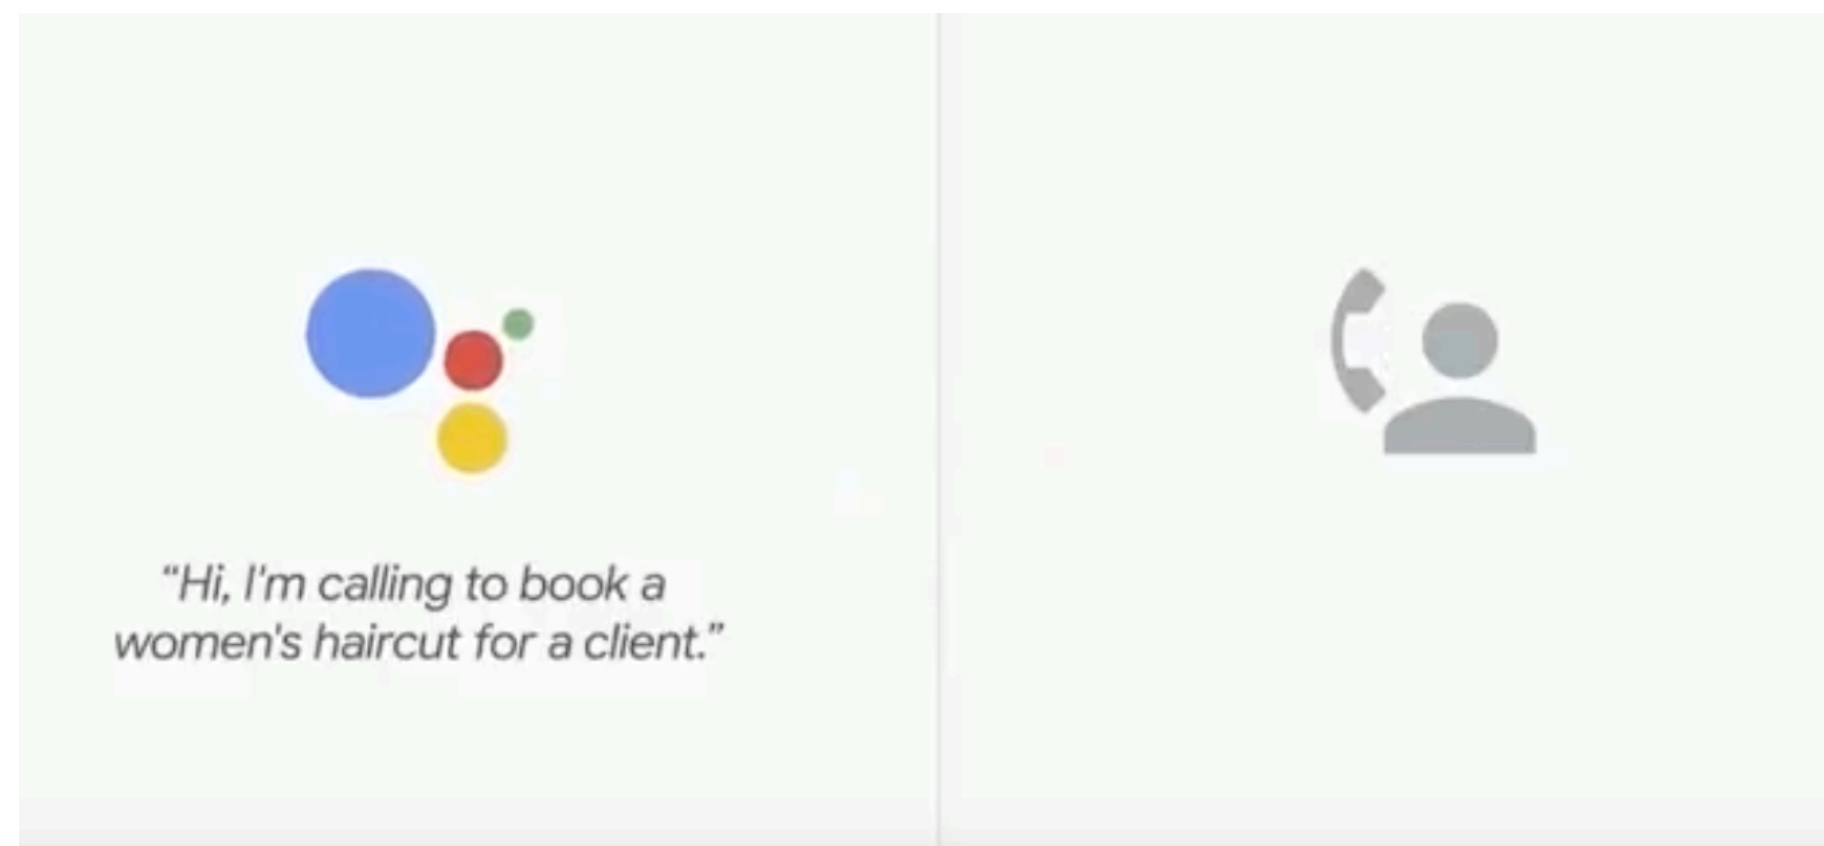 “Hi, I'm calling to book a
women's haircut for a client.”